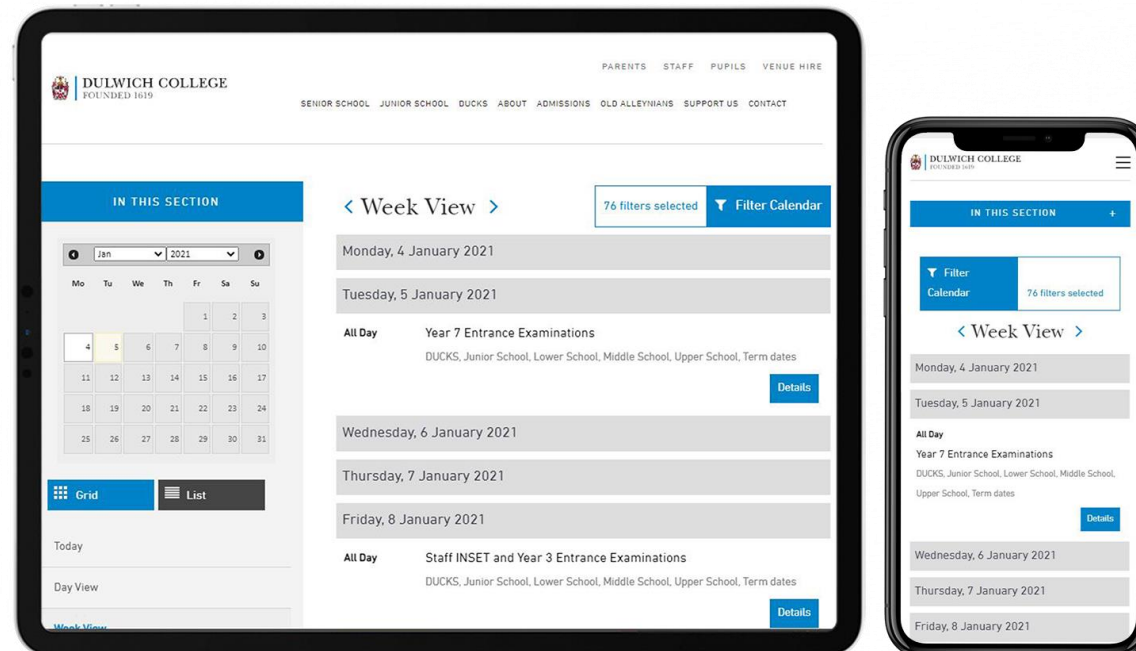 PARENTS STAFF PUPILS VENUE HIRE
DULWICH COLLEGE
FOUNDED 1619
SENIOR SCHOOL JUNIOR SCHOOL DUCKS ABOUT ADMISSIONS OLD ALLEYNIANS SUPPORT US CONTACT
IN THIS SECTION
Jan 2021
Mo Tu We Th Fr Sa Su
1 2 3
4 5 6 7 8 9 10
11 12 13 14 15 16 17
18 19 20 21 22 23 24
25 26 27 28 29 30 31
Grid List
Today
Day View
Week View
< Week View >
76 filters selected Filter Calendar
Monday, 4 January 2021
Tuesday, 5 January 2021
All Day Year 7 Entrance Examinations
DUCKS, Junior School, Lower School, Middle School, Upper School, Term dates
Details
Wednesday, 6 January 2021
Thursday, 7 January 2021
Friday, 8 January 2021
All Day Staff INSET and Year 3 Entrance Examinations
DUCKS, Junior School, Lower School, Middle School, Upper School, Term dates
Details
DULWICH COLLEGE
FOUNDED 1619
IN THIS SECTION +
Filter
Calendar 76 filters selected
< Week View >
Monday, 4 January 2021
Tuesday, 5 January 2021
All Day
Year 7 Entrance Examinations
DUCKS, Junior School, Lower School, Middle School,
Upper School, Term dates
Details
Wednesday, 6 January 2021
Thursday, 7 January 2021
Friday, 8 January 2021